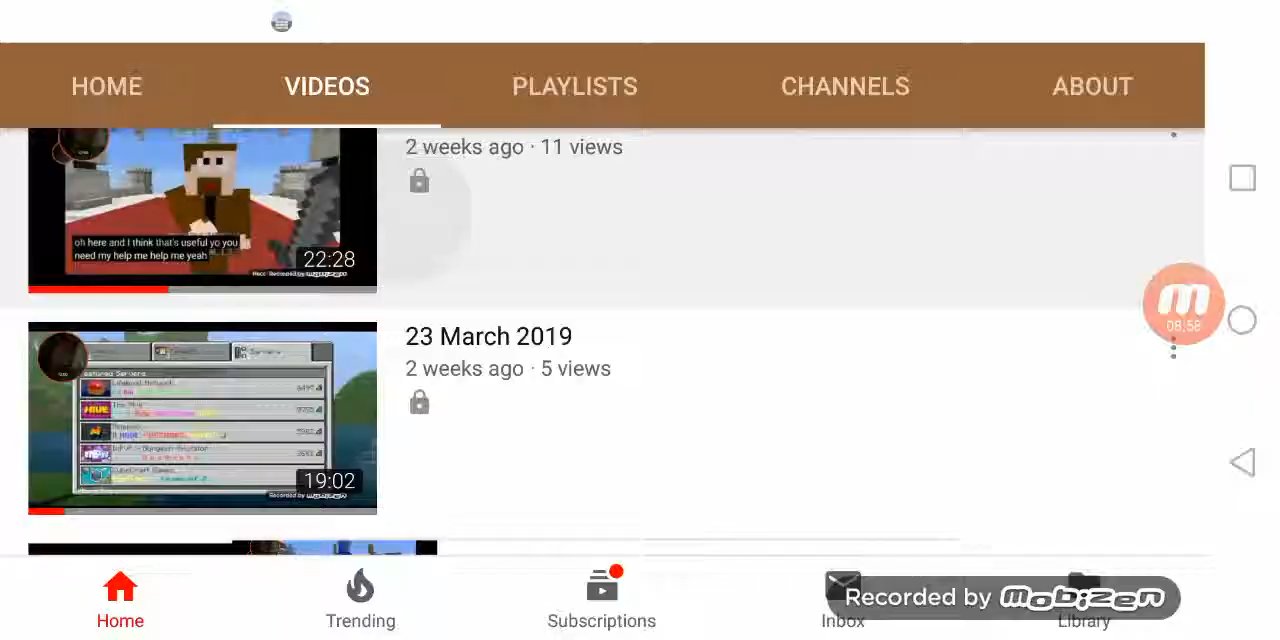 HOME VIDEOS PLAYLISTS CHANNELS ABOUT
2 weeks ago · 11 views
oh here and I think that's useful yo you
need my help me help me yeah
22:28
08:58
23 March 2019
2 weeks ago · 5 views
19:02
Home Trending Subscriptions Inbox Library
Recorded by mobizen